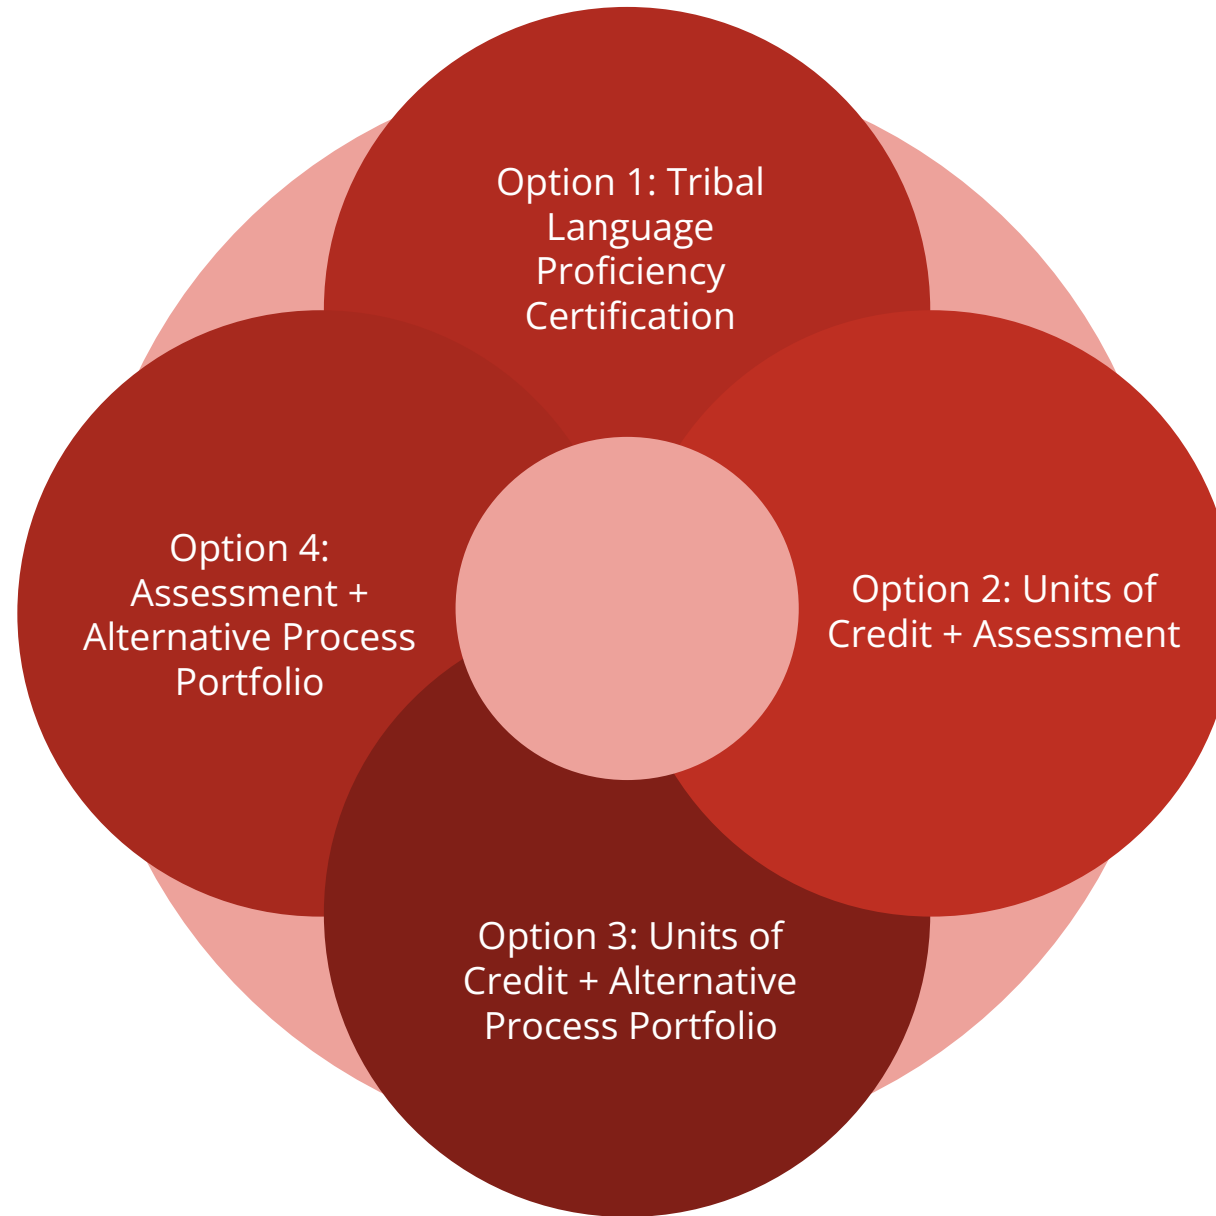 Option 1: Tribal
Language
Proficiency
Certification
Option 2: Units of
Credit + Assessment
Option 3: Units of
Credit + Alternative
Process Portfolio
Option 4:
Assessment +
Alternative Process
Portfolio